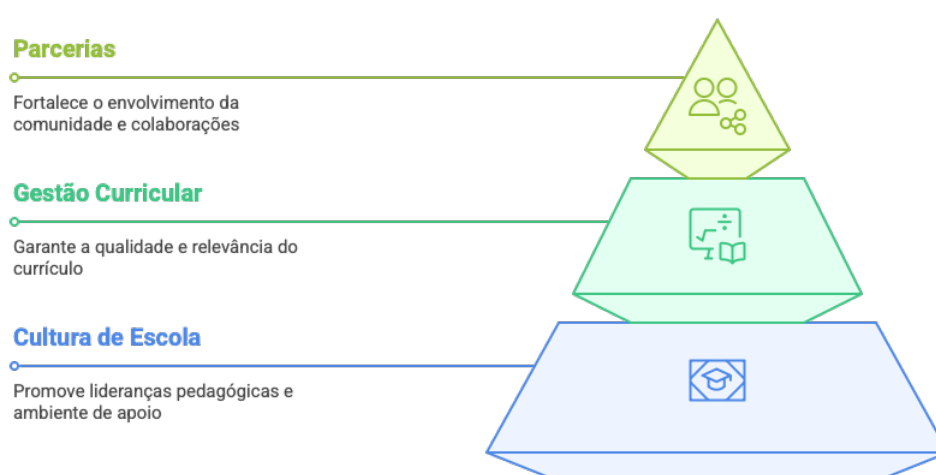 Parcerias
Fortalece o envolvimento da
comunidade e colaborações
Gestão Curricular
Garante a qualidade e relevância do
currículo
Cultura de Escola
Promove lideranças pedagógicas e
ambiente de apoio